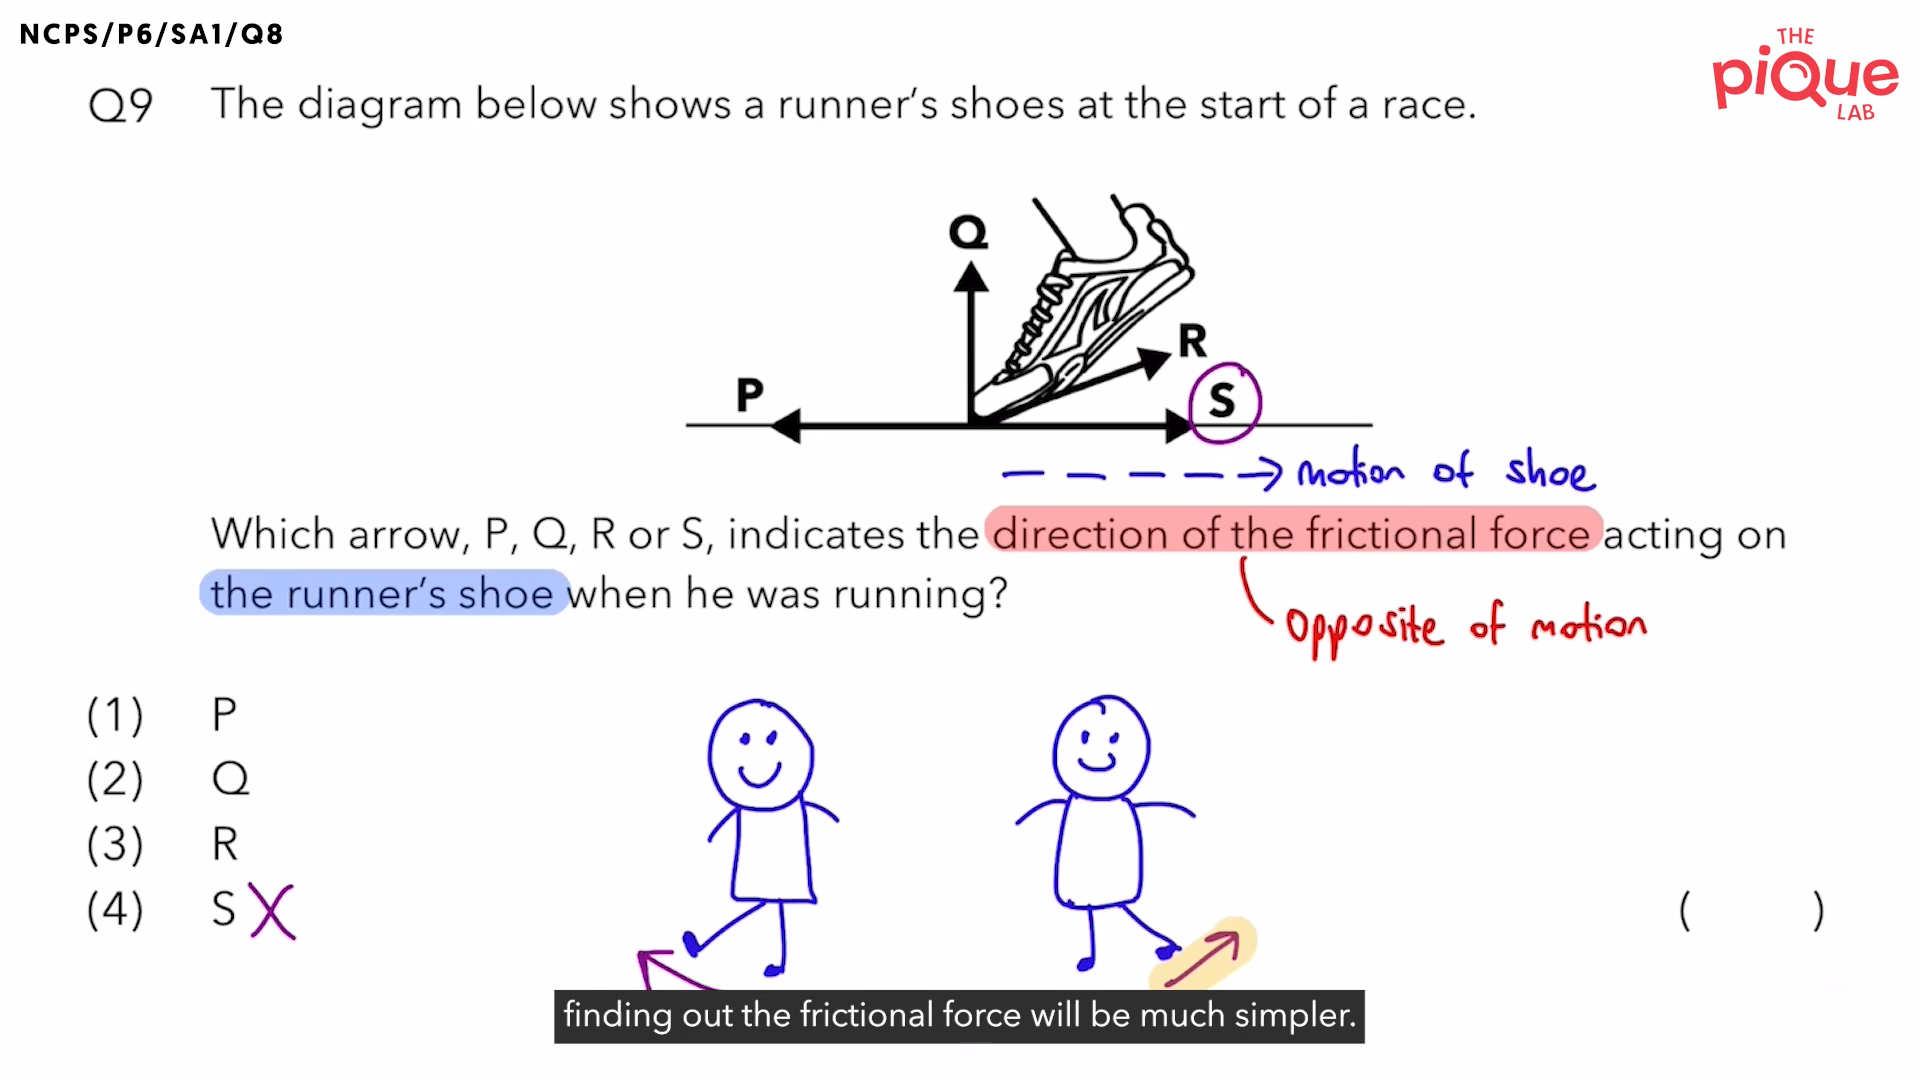 NCPS/P6/SA1/Q8
THE
piQue
LAB
Q9 The diagram below shows a runner’s shoes at the start of a race.
Q
R
P
S
motion of shoe
Which arrow, P, Q, R or S, indicates the direction of the frictional force acting on
the runner’s shoe when he was running?
Opposite of motion
(1) P
(2) Q
(3) R
(4) S X
( )
finding out the frictional force will be much simpler.